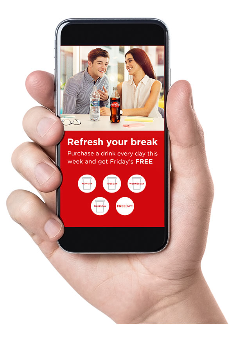 Refresh your break
Purchase a drink every day this
week and get Friday's FREE